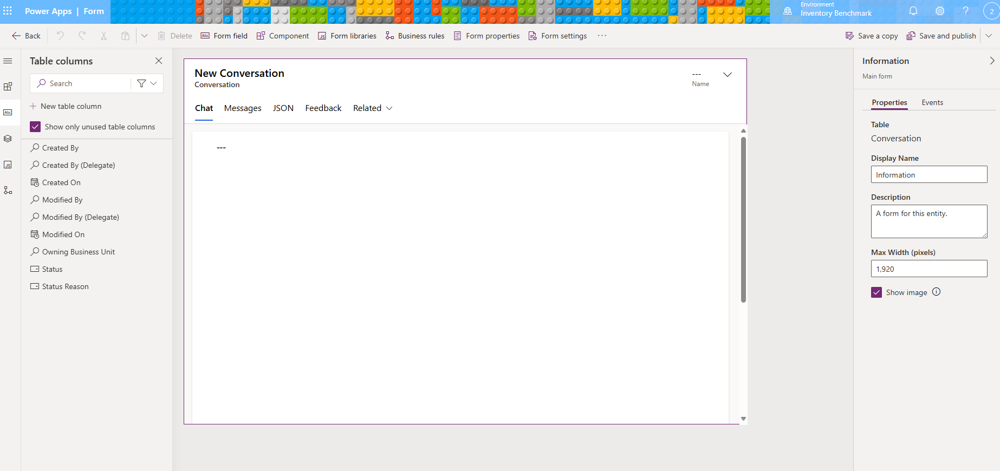 Power Apps | Form
Environment
Inventory Benchmark
?
2
Back
Delete
Abc Form field
Component
JS Form libraries
Business rules
Form properties
Form settings
...
Save a copy
Save and publish
Table columns
Search
New table column
Show only unused table columns
Created By
Created By (Delegate)
Created On
Modified By
Modified By (Delegate)
Modified On
Owning Business Unit
Status
Status Reason
Abc
JS
New Conversation
Conversation
---
Name
Chat Messages JSON Feedback Related
---
Information
Main form
Properties Events
Table
Conversation
Display Name
Information
Description
A form for this entity.
Max Width (pixels)
1,920
Show image